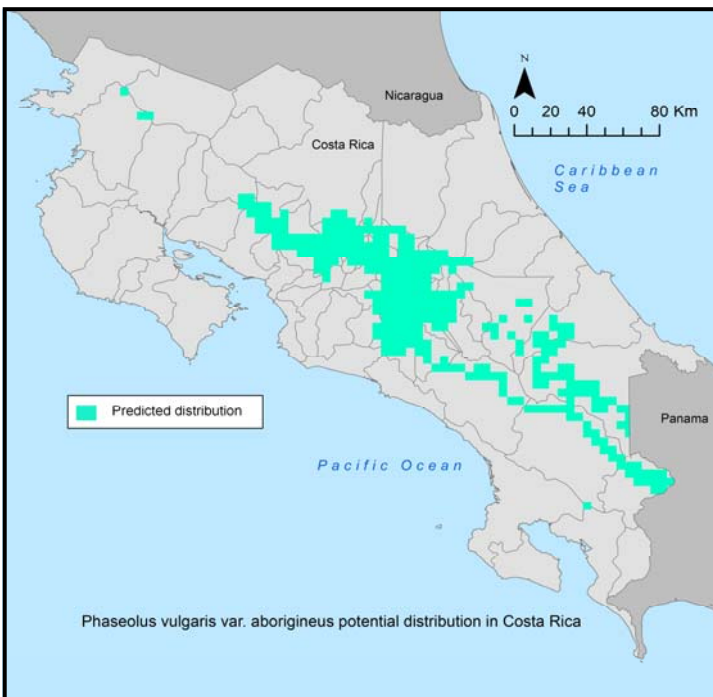 N
Nicaragua
0 20 40 80 Km
Costa Rica
Caribbean
Sea
Predicted distribution
Panama
Pacific Ocean
Phaseolus vulgaris var. aborigineus potential distribution in Costa Rica